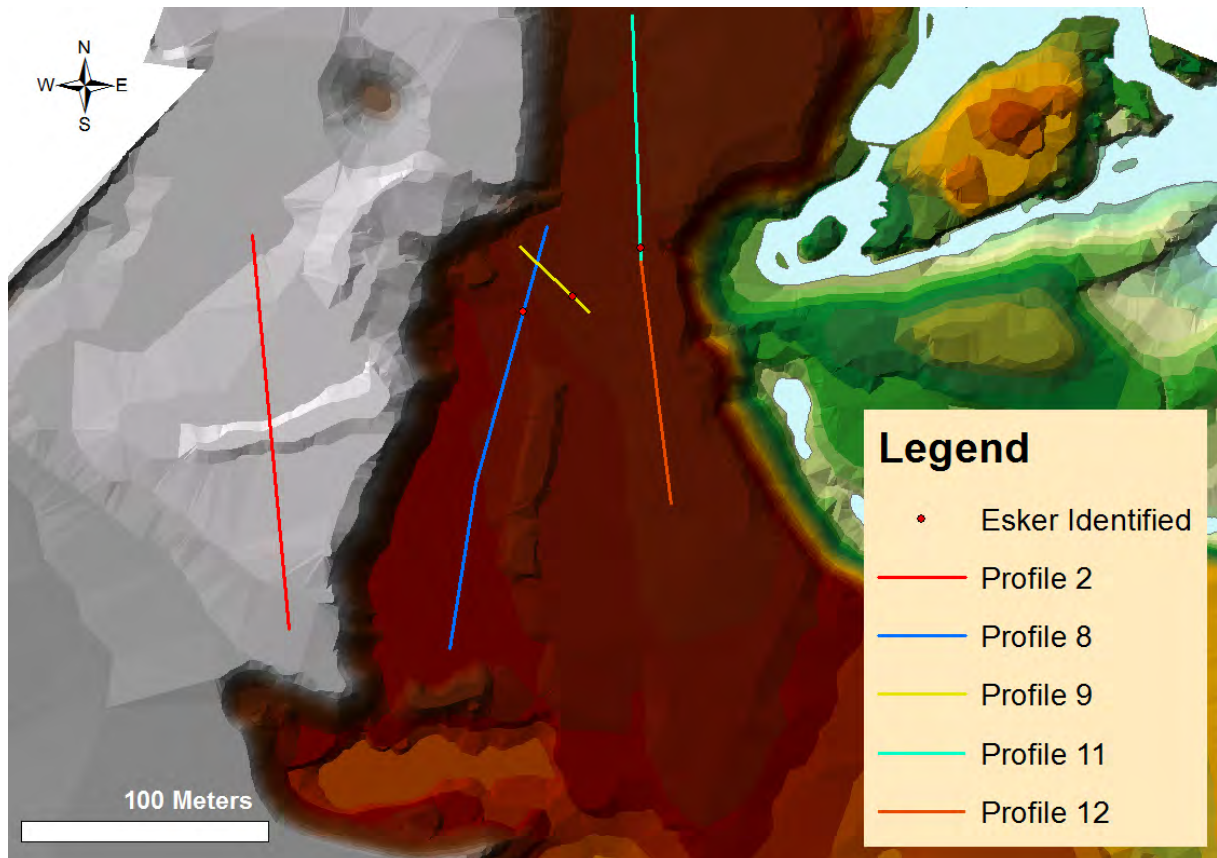 N
W E
S
Legend
Esker Identified
Profile 2
Profile 8
Profile 9
Profile 11
Profile 12
100 Meters